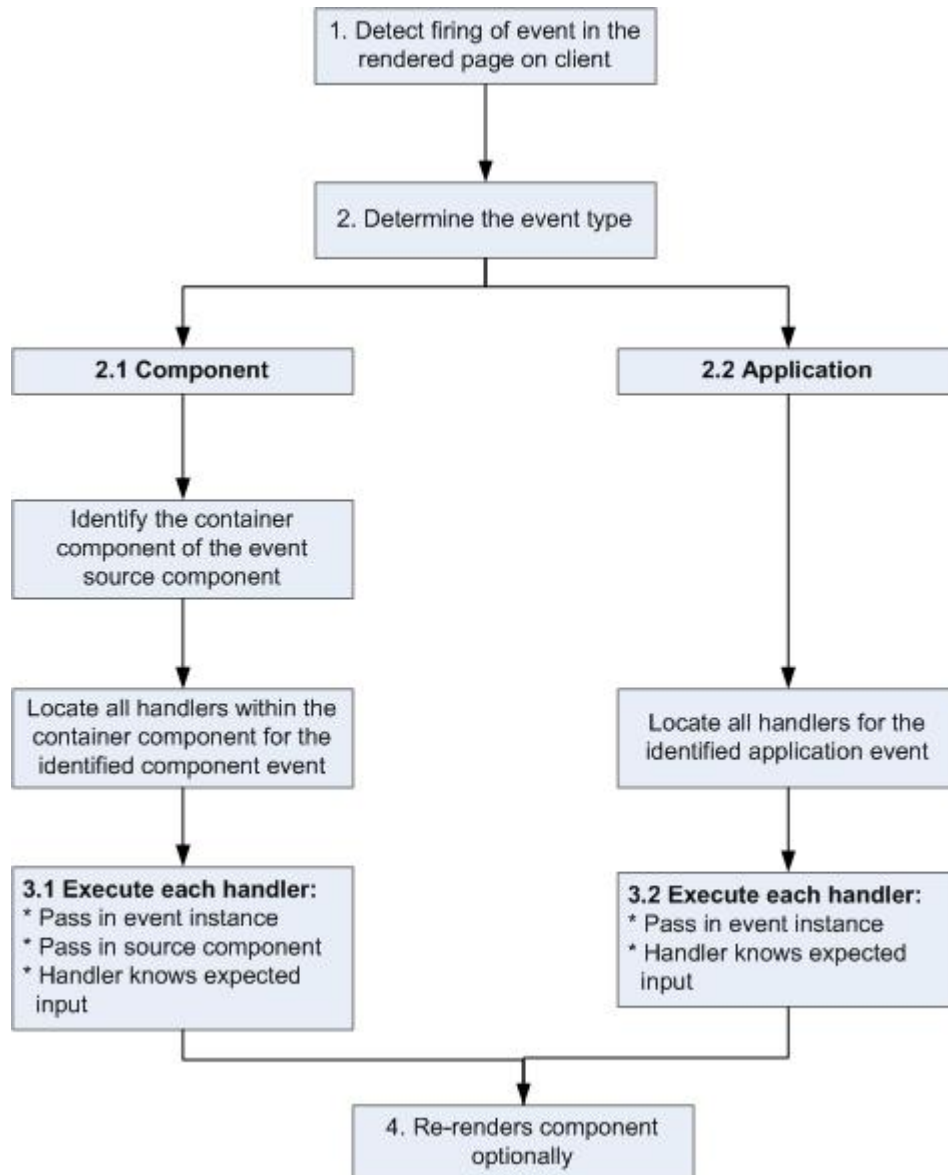 1. Detect firing of event in the
rendered page on client
2. Determine the event type
2.1 Component
2.2 Application
Identify the container
component of the event
source component
Locate all handlers within the
container component for the
identified component event
Locate all handlers for the
identified application event
3.1 Execute each handler:
* Pass in event instance
* Pass in source component
* Handler knows expected
input
3.2 Execute each handler:
* Pass in event instance
* Handler knows expected
input
4. Re-renders component
optionally